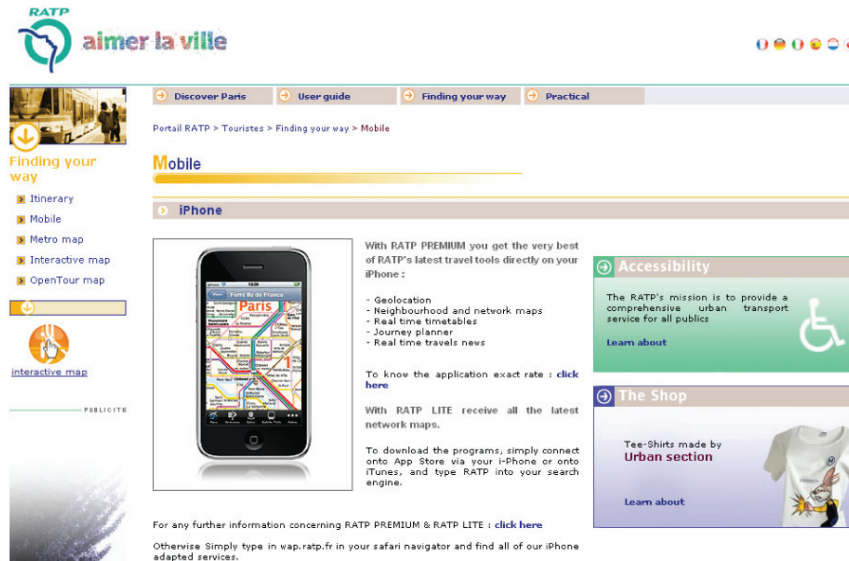 RATP
aimer la ville
Discover Paris
User guide
Finding your way
Practical
Portail RATP > Touristes > Finding your way > Mobile
Finding your
way
Itinerary
Mobile
Metro map
Interactive map
OpenTour map
interactive map
PUBLICITE
Mobile
iPhone
Paris
With RATP PREMIUM you get the very best
of RATP's latest travel tools directly on your
iPhone :
- Geolocation
- Neighbourhood and network maps
- Real time timetables
- Journey planner
- Real time travels news
To know the application exact rate : click
here
With RATP LITE receive all the latest
network maps.
To download the programs, simply connect
onto App Store via your i-Phone or onto
iTunes, and type RATP into your search
engine.
For any further information concerning RATP PREMIUM & RATP LITE : click here
Otherwise Simply type in wap.ratp.fr in your safari navigator and find all of our iPhone
adapted services.
Accessibility
The RATP's mission is to provide a
comprehensive urban transport
service for all publics
Learn about
The Shop
Tee-Shirts made by
Urban section
Learn about